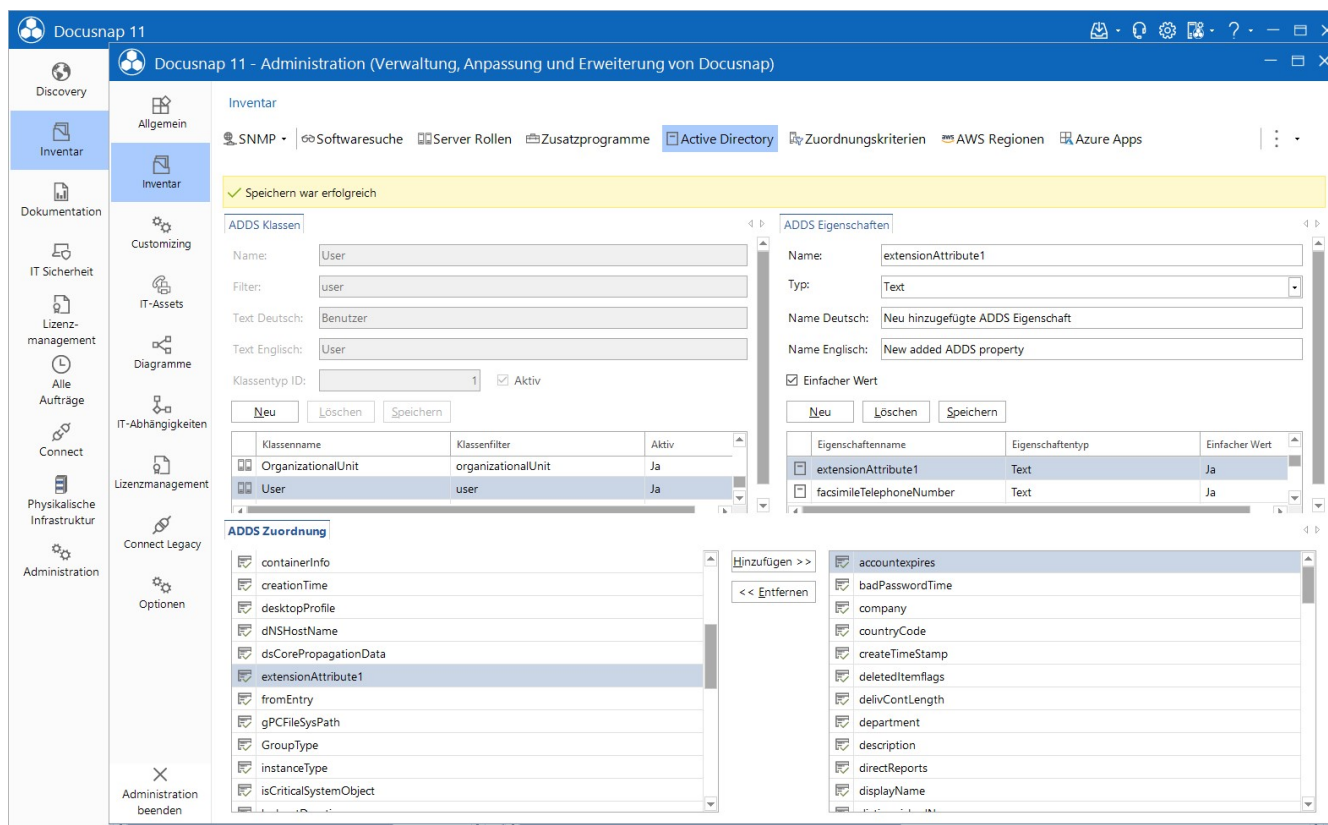 Docusnap 11
Docusnap 11 - Administration (Verwaltung, Anpassung und Erweiterung von Docusnap)
Discovery
Inventar
Dokumentation
IT Sicherheit
Lizenz-
management
Alle
Aufträge
Connect
Physikalische
Infrastruktur
Administration
Allgemein
Inventar
Customizing
IT-Assets
Diagramme
IT-Abhängigkeiten
Lizenzmanagement
Connect Legacy
Optionen
Administration
beenden
Inventar
SNMP Softwaresuche Server Rollen Zusatzprogramme Active Directory Zuordnungskriterien aws AWS Regionen Azure Apps
Speichern war erfolgreich
ADDS Klassen
Name: User
Filter: user
Text Deutsch: Benutzer
Text Englisch: User
Klassentyp ID: 1 Aktiv
Neu Löschen Speichern
Klassenname Klassenfilter Aktiv
OrganizationalUnit organizationalUnit Ja
User user Ja
ADDS Eigenschaften
Name: extensionAttribute1
Typ: Text
Name Deutsch: Neu hinzugefügte ADDS Eigenschaft
Name Englisch: New added ADDS property
Einfacher Wert
Neu Löschen Speichern
Eigenschaftenname Eigenschaftentyp Einfacher Wert
extensionAttribute1 Text Ja
facsimileTelephoneNumber Text Ja
ADDS Zuordnung
containerInfo
creationTime
desktopProfile
dNSHostName
dsCorePropagationData
extensionAttribute1
fromEntry
gPCFileSysPath
GroupType
instanceType
isCriticalSystemObject
Hinzufügen >>
<< Entfernen
accountexpires
badPasswordTime
company
countryCode
createTimeStamp
deletedItemflags
delivContLength
department
description
directReports
displayName